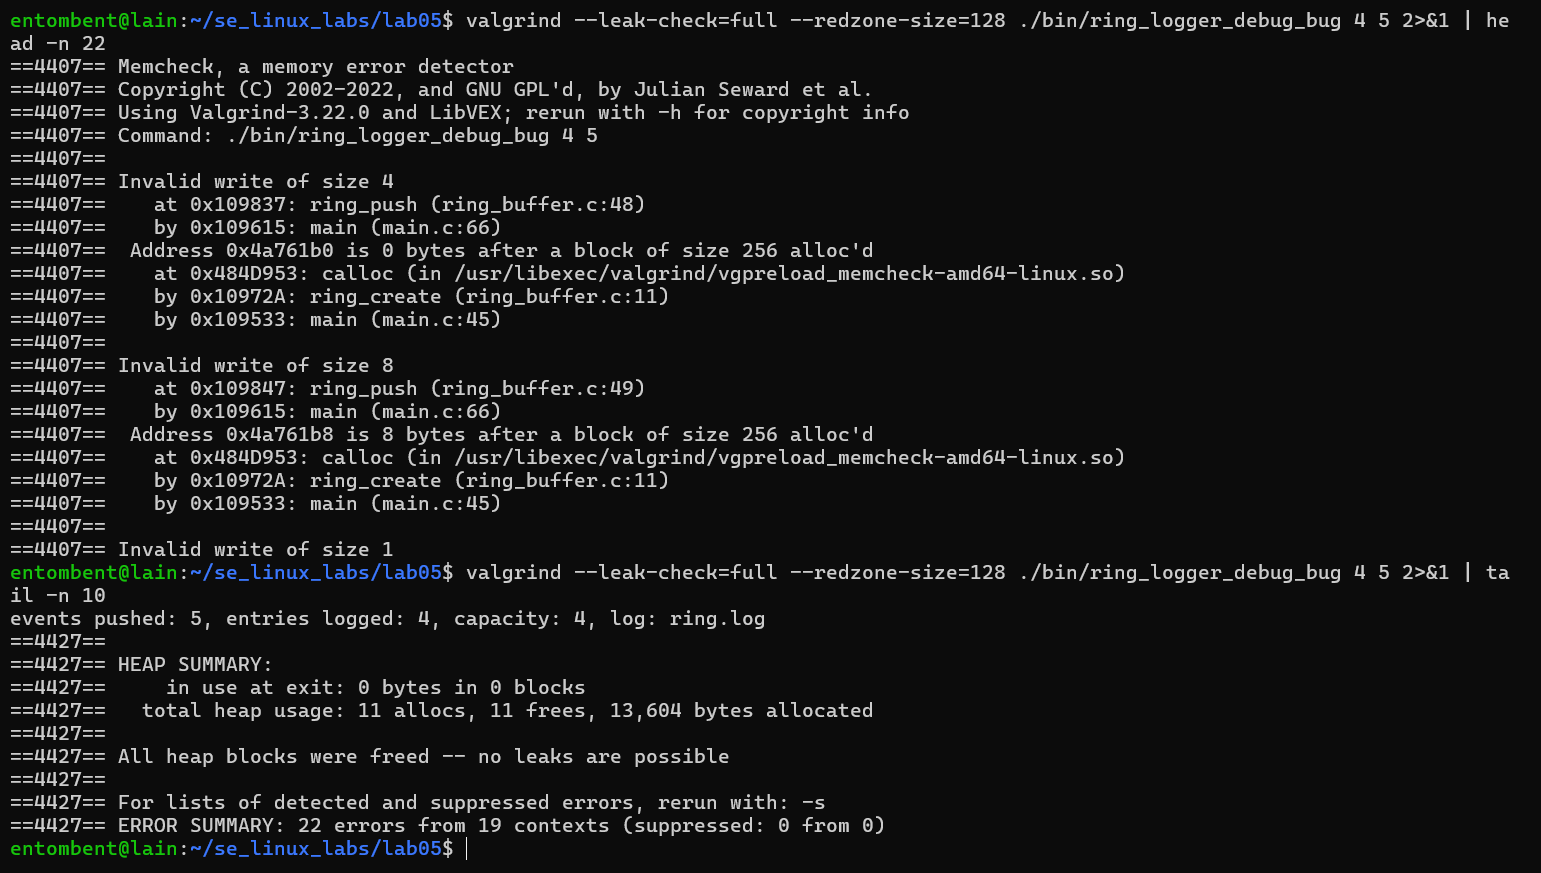 entombent@lain:~/se_linux_labs/lab05$ valgrind --leak-check=full --redzone-size=128 ./bin/ring_logger_debug_bug 4 5 2>&1 | he
ad -n 22
==4407== Memcheck, a memory error detector
==4407== Copyright (C) 2002-2022, and GNU GPL'd, by Julian Seward et al.
==4407== Using Valgrind-3.22.0 and LibVEX; rerun with -h for copyright info
==4407== Command: ./bin/ring_logger_debug_bug 4 5
==4407==
==4407== Invalid write of size 4
==4407==    at 0x109837: ring_push (ring_buffer.c:48)
==4407==    by 0x109615: main (main.c:66)
==4407==  Address 0x4a761b0 is 0 bytes after a block of size 256 alloc'd
==4407==    at 0x484D953: calloc (in /usr/libexec/valgrind/vgpreload_memcheck-amd64-linux.so)
==4407==    by 0x10972A: ring_create (ring_buffer.c:11)
==4407==    by 0x109533: main (main.c:45)
==4407==
==4407== Invalid write of size 8
==4407==    at 0x109847: ring_push (ring_buffer.c:49)
==4407==    by 0x109615: main (main.c:66)
==4407==  Address 0x4a761b8 is 8 bytes after a block of size 256 alloc'd
==4407==    at 0x484D953: calloc (in /usr/libexec/valgrind/vgpreload_memcheck-amd64-linux.so)
==4407==    by 0x10972A: ring_create (ring_buffer.c:11)
==4407==    by 0x109533: main (main.c:45)
==4407==
==4407== Invalid write of size 1
entombent@lain:~/se_linux_labs/lab05$ valgrind --leak-check=full --redzone-size=128 ./bin/ring_logger_debug_bug 4 5 2>&1 | ta
il -n 10
events pushed: 5, entries logged: 4, capacity: 4, log: ring.log
==4427==
==4427== HEAP SUMMARY:
==4427==     in use at exit: 0 bytes in 0 blocks
==4427==   total heap usage: 11 allocs, 11 frees, 13,604 bytes allocated
==4427==
==4427== All heap blocks were freed -- no leaks are possible
==4427==
==4427== For lists of detected and suppressed errors, rerun with: -s
==4427== ERROR SUMMARY: 22 errors from 19 contexts (suppressed: 0 from 0)
entombent@lain:~/se_linux_labs/lab05$